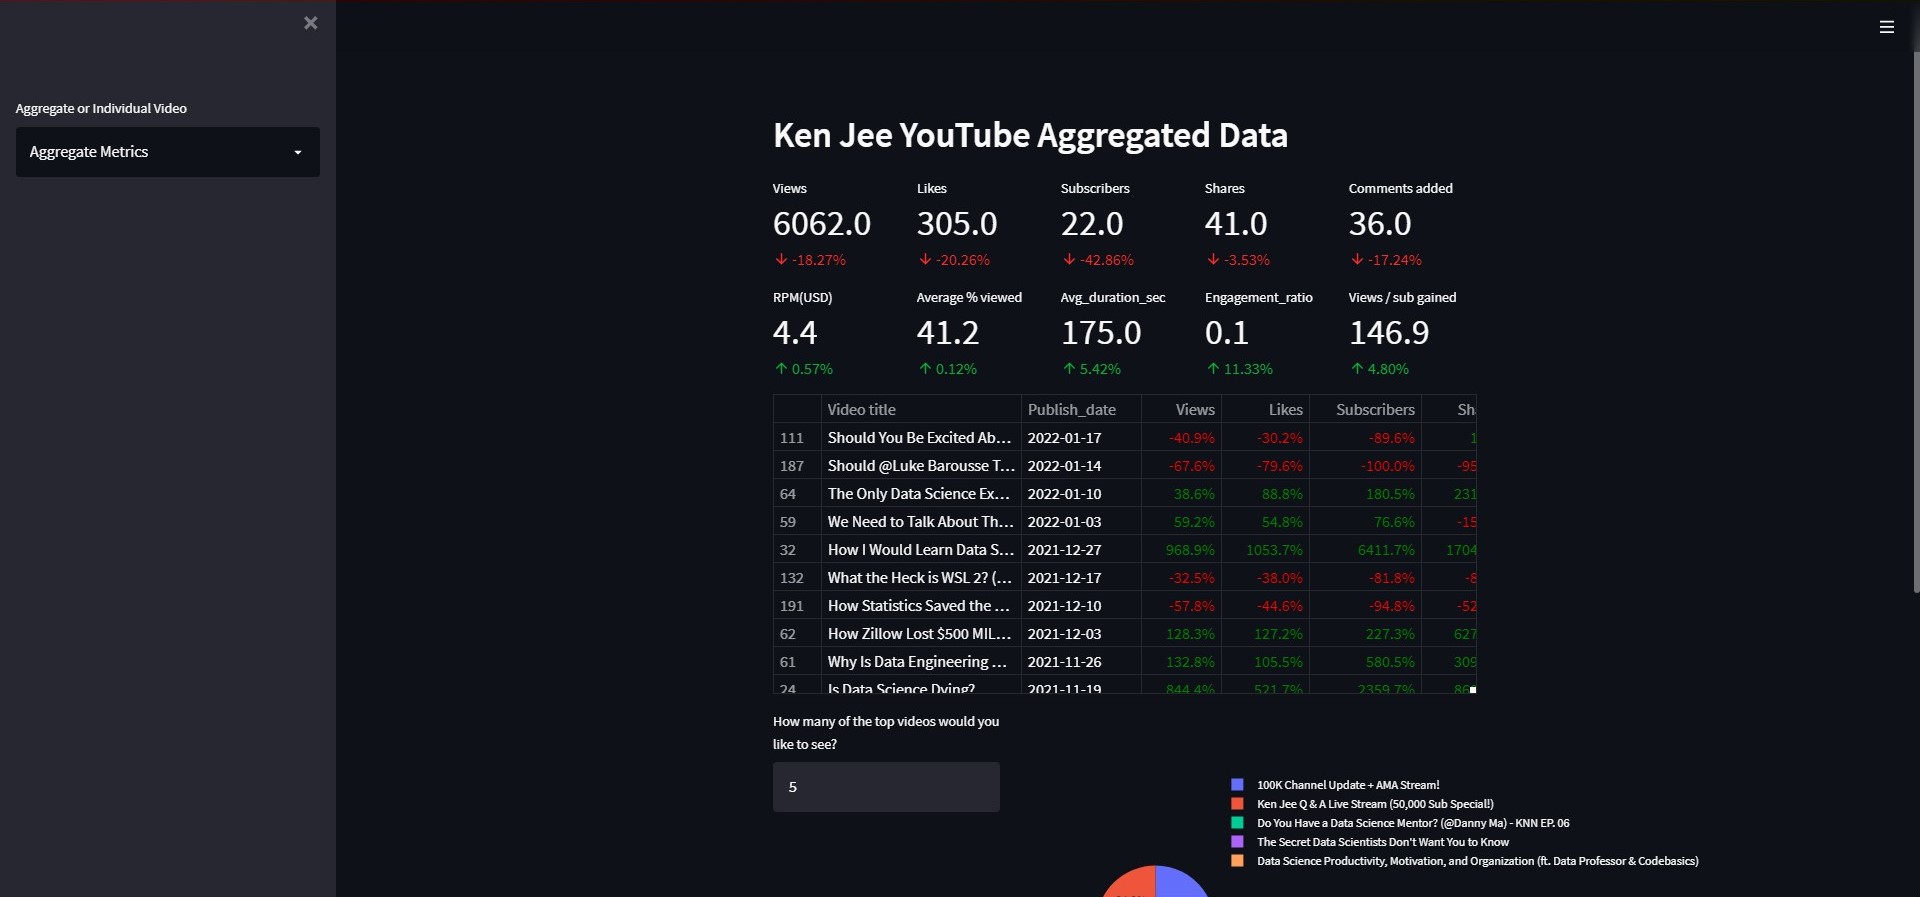 Aggregate or Individual Video
Aggregate Metrics
Ken Jee YouTube Aggregated Data
Views Likes Subscribers Shares Comments added
6062.0 305.0 22.0 41.0 36.0
-18.27% -20.26% -42.86% -3.53% -17.24%
RPM(USD) Average % viewed Avg_duration_sec Engagement_ratio Views / sub gained
4.4 41.2 175.0 0.1 146.9
0.57% 0.12% 5.42% 11.33% 4.80%
Video title Publish_date Views Likes Subscribers Sh
111 Should You Be Excited Ab... 2022-01-17 -40.9% -30.2% -89.6% 1
187 Should @Luke Barousse T... 2022-01-14 -67.6% -79.6% -100.0% -95
64 The Only Data Science Ex... 2022-01-10 38.6% 88.8% 180.5% 231
59 We Need to Talk About Th... 2022-01-03 59.2% 54.8% 76.6% -15
32 How I Would Learn Data S... 2021-12-27 968.9% 1053.7% 6411.7% 1704
132 What the Heck is WSL 2? (... 2021-12-17 -32.5% -38.0% -81.8% -8
191 How Statistics Saved the ... 2021-12-10 -57.8% -44.6% -94.8% -52
62 How Zillow Lost $500 MIL... 2021-12-03 128.3% 127.2% 227.3% 627
61 Why Is Data Engineering ... 2021-11-26 132.8% 105.5% 580.5% 309
24 Is Data Science Dying? 2021-11-19 844.4% 521.7% 2359.7%
How many of the top videos would you
like to see?
5
100K Channel Update + AMA Stream!
Ken Jee Q & A Live Stream (50,000 Sub Special!)
Do You Have a Data Science Mentor? (@Danny Ma) - KNN EP. 06
The Secret Data Scientists Don't Want You to Know
Data Science Productivity, Motivation, and Organization (ft. Data Professor & Codebasics)